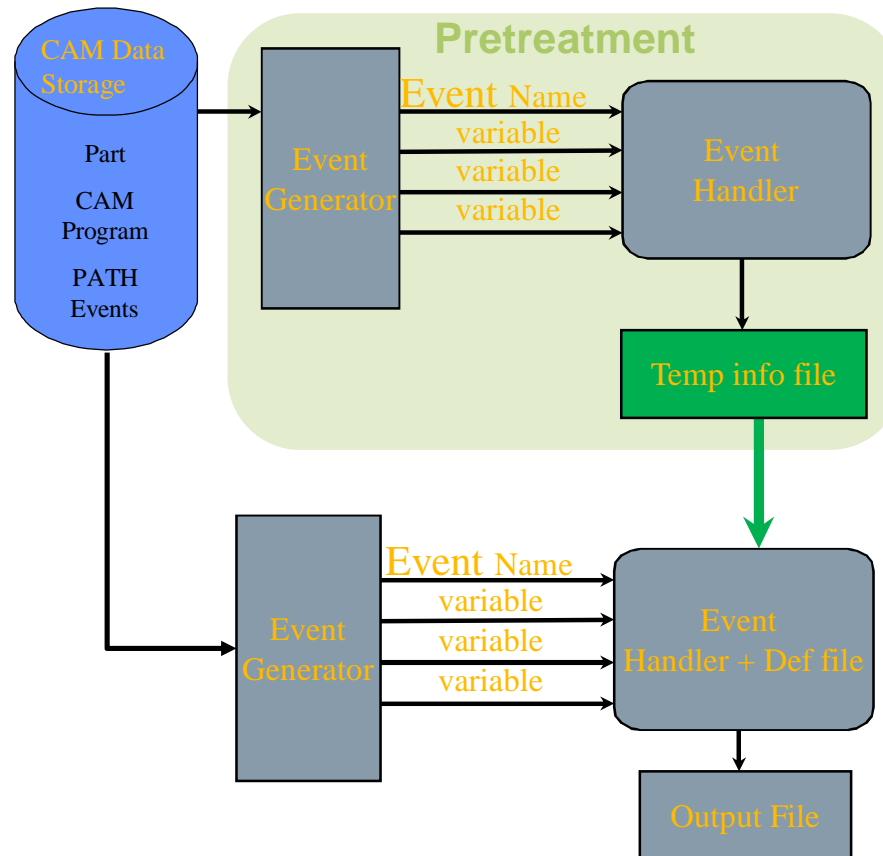 Pretreatment
CAM Data
Storage
Part
CAM
Program
PATH
Events
Event
Generator
Event Name
variable
variable
variable
Event
Handler
Temp info file
Event
Generator
Event Name
variable
variable
variable
Event
Handler + Def file
Output File